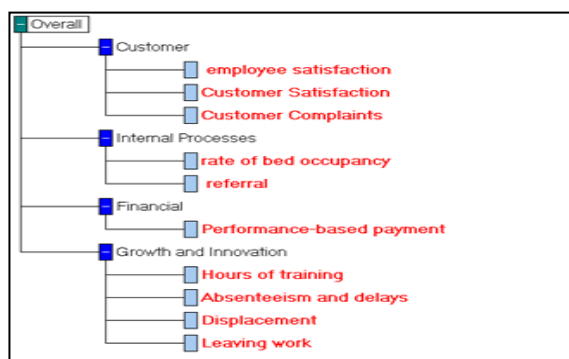 Overall
Customer
employee satisfaction
Customer Satisfaction
Customer Complaints
Internal Processes
rate of bed occupancy
referral
Financial
Performance-based payment
Growth and Innovation
Hours of training
Absenteeism and delays
Displacement
Leaving work